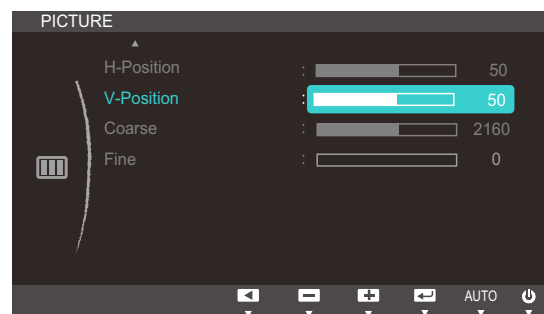 PICTURE
H-Position : 50
V-Position : 50
Coarse : 2160
Fine : 0
AUTO